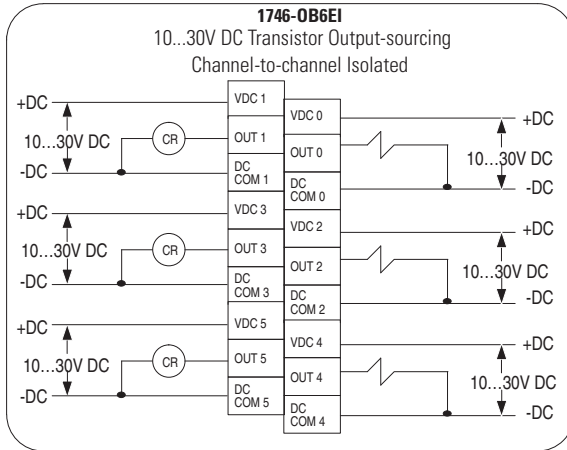 1746-OB6EI
10...30V DC Transistor Output-sourcing
Channel-to-channel Isolated
+DC
VDC 1
VDC 0
+DC
10...30V DC
CR
OUT 1
OUT 0
10...30V DC
-DC
DC
COM 1
DC
COM 0
-DC
+DC
VDC 3
VDC 2
+DC
10...30V DC
CR
OUT 3
OUT 2
10...30V DC
-DC
DC
COM 3
DC
COM 2
-DC
+DC
VDC 5
VDC 4
+DC
10...30V DC
CR
OUT 5
OUT 4
10...30V DC
-DC
DC
COM 5
DC
COM 4
-DC